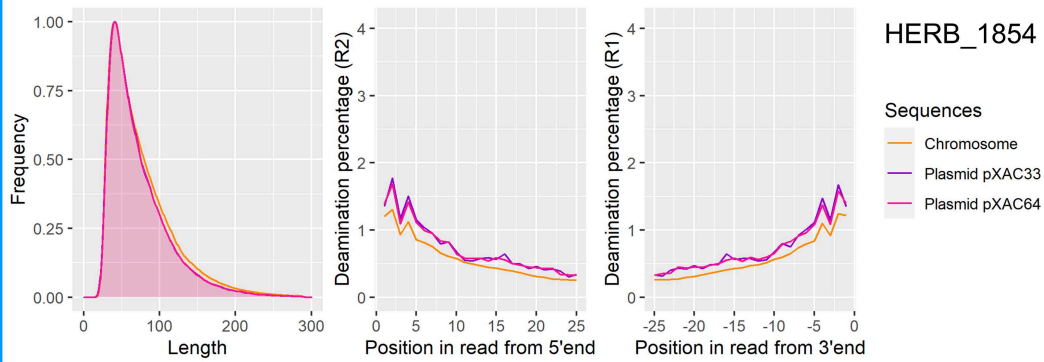 HERB_1854
Frequency
1.00
0.75
0.50
0.25
0.00
0
100
200
300
Length
Deamination percentage (R2)
4
3
2
1
0
0
5
10
15
20
25
Position in read from 5'end
Deamination percentage (R1)
4
3
2
1
0
-25
-20
-15
-10
-5
0
Position in read from 3'end
Sequences
Chromosome
Plasmid pXAC33
Plasmid pXAC64